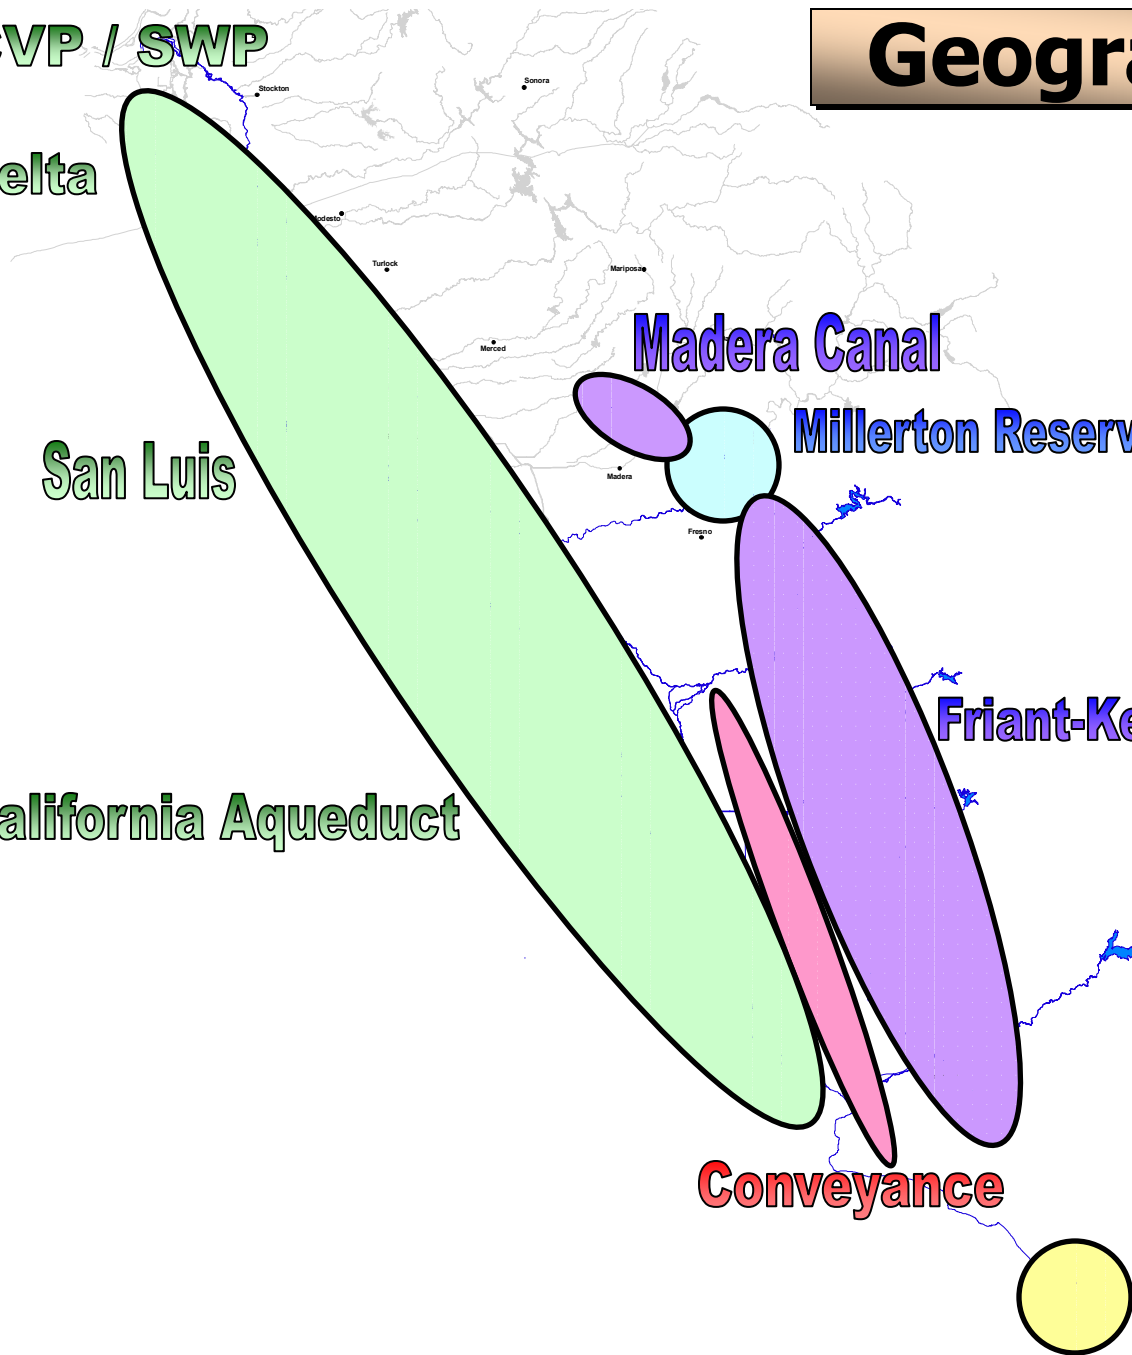 CVP / SWP
Geogra
Sonora
Stockton
elta
Modesto
Turlock
Mariposa
Madera Canal
Merced
Millerton Reserv
San Luis
Madera
Fresno
Friant-Ke
alifornia Aqueduct
Conveyance